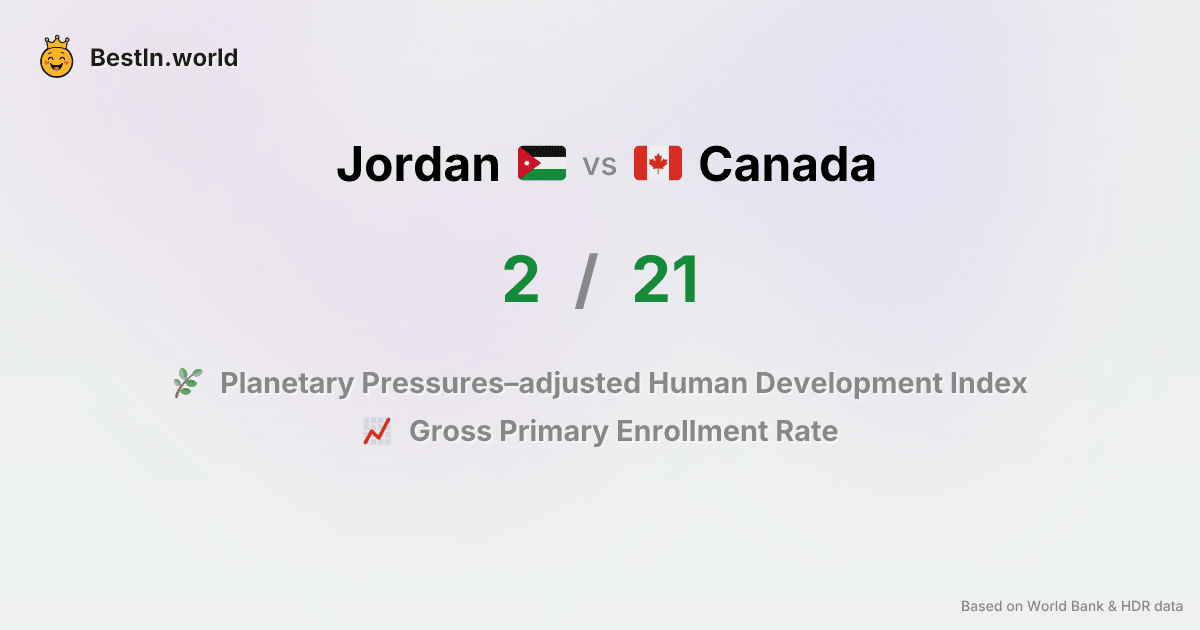 BestIn.world
Jordan vs Canada
2 / 21
Planetary Pressures–adjusted Human Development Index
Gross Primary Enrollment Rate
Based on World Bank & HDR data